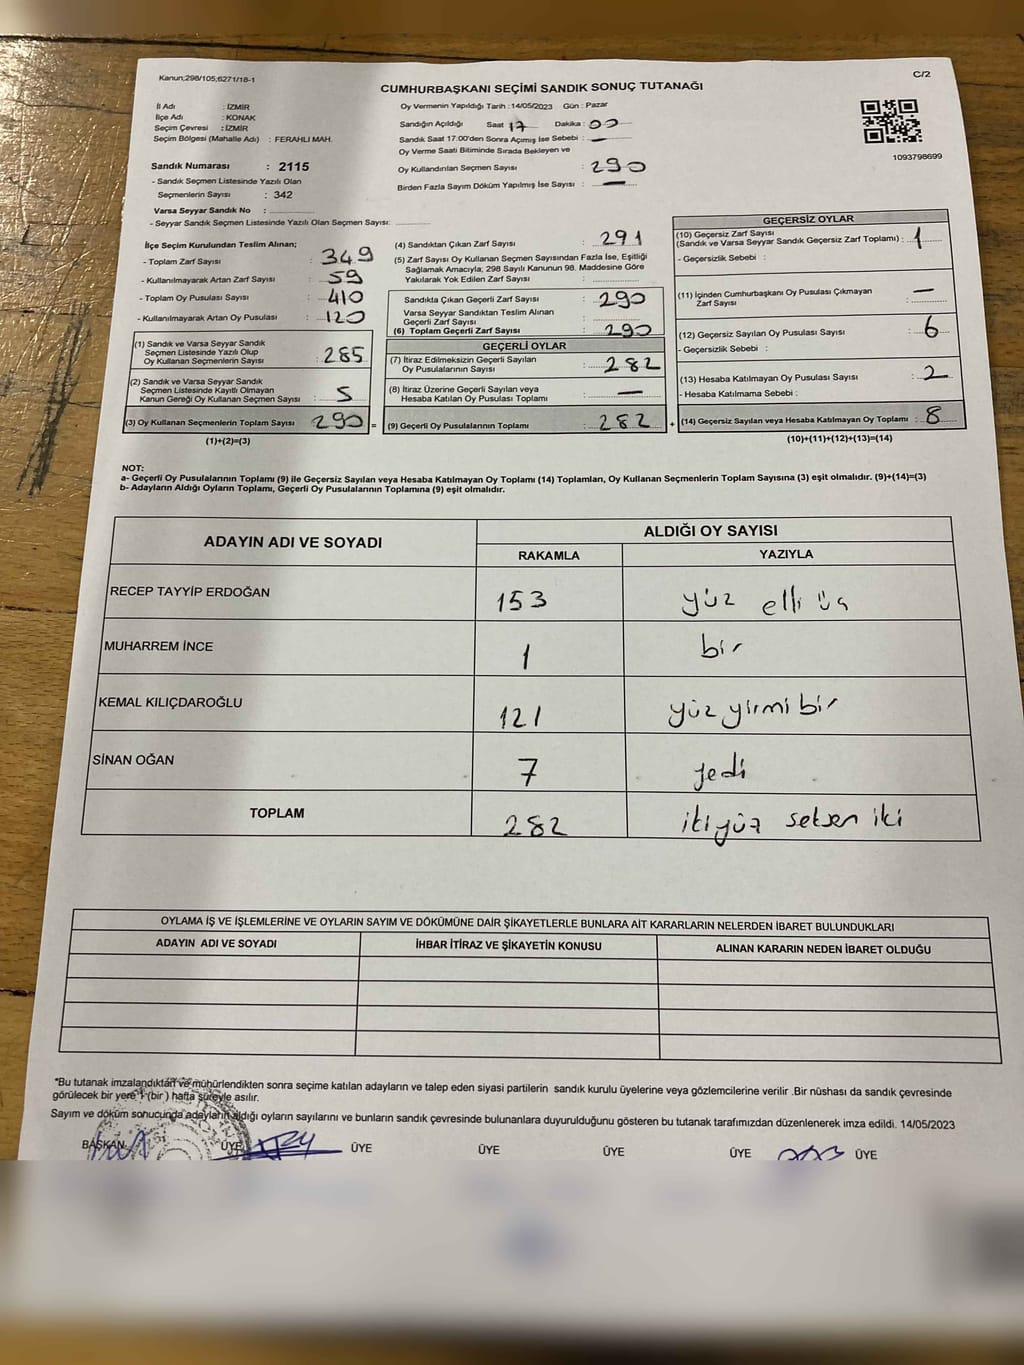 Kanun;298/105;6271/18-1
C/2
CUMHURBAŞKANI SEÇİMİ SANDIK SONUÇ TUTANAĞI
İl Adı : İZMİR
İlçe Adı : KONAK
Seçim Çevresi : İZMİR
Seçim Bölgesi (Mahalle Adı) : FERAHLI MAH.
Sandık Numarası : 2115
- Sandık Seçmen Listesinde Yazılı Olan
Seçmenlerin Sayısı : 342
Varsa Seyyar Sandık No :
- Seyyar Sandık Seçmen Listesinde Yazılı Olan Seçmen Sayısı:
Oy Vermenin Yapıldığı Tarih : 14/05/2023 Gün : Pazar
Sandığın Açıldığı Saat 17 Dakika : 00
Sandık Saat 17:00'den Sonra Açımış İse Sebebi : —
Oy Verme Saati Bitiminde Sırada Bekleyen ve
Oy Kullandırılan Seçmen Sayısı : 290
Birden Fazla Sayım Döküm Yapılmış İse Sayısı : —
1093798699
İlçe Seçim Kurulundan Teslim Alınan;
- Toplam Zarf Sayısı : 349
- Kullanılmayarak Artan Zarf Sayısı : 59
- Toplam Oy Pusulası Sayısı : 410
- Kullanılmayarak Artan Oy Pusulası : 120
(1) Sandık ve Varsa Seyyar Sandık
Seçmen Listesinde Yazılı Olup
Oy Kullanan Seçmenlerin Sayısı : 285
(2) Sandık ve Varsa Seyyar Sandık
Seçmen Listesinde Kayıtlı Olmayan
Kanun Gereği Oy Kullanan Seçmen Sayısı : 5
(3) Oy Kullanan Seçmenlerin Toplam Sayısı : 290 =
(1)+(2)=(3)
(4) Sandıktan Çıkan Zarf Sayısı : 291
(5) Zarf Sayısı Oy Kullanan Seçmen Sayısından Fazla İse, Eşitliği
Sağlamak Amacıyla; 298 Sayılı Kanunun 98. Maddesine Göre
Yakılarak Yok Edilen Zarf Sayısı :
Sandıkta Çıkan Geçerli Zarf Sayısı : 290
Varsa Seyyar Sandıktan Teslim Alınan
Geçerli Zarf Sayısı :
(6) Toplam Geçerli Zarf Sayısı : 290
GEÇERLİ OYLAR
(7) İtiraz Edilmeksizin Geçerli Sayılan
Oy Pusulalarının Sayısı : 282
(8) İtiraz Üzerine Geçerli Sayılan veya
Hesaba Katılan Oy Pusulası Toplamı : —
(9) Geçerli Oy Pusulalarının Toplamı : 282 +
GEÇERSİZ OYLAR
(10) Geçersiz Zarf Sayısı
(Sandık ve Varsa Seyyar Sandık Geçersiz Zarf Toplamı) : 1
- Geçersizlik Sebebi :
(11) İçinden Cumhurbaşkanı Oy Pusulası Çıkmayan
Zarf Sayısı : —
(12) Geçersiz Sayılan Oy Pusulası Sayısı : 6
- Geçersizlik Sebebi :
(13) Hesaba Katılmayan Oy Pusulası Sayısı : 2
- Hesaba Katılmama Sebebi :
(14) Geçersiz Sayılan veya Hesaba Katılmayan Oy Toplamı : 8
(10)+(11)+(12)+(13)=(14)
NOT:
a- Geçerli Oy Pusulalarının Toplamı (9) ile Geçersiz Sayılan veya Hesaba Katılmayan Oy Toplamı (14) Toplamları, Oy Kullanan Seçmenlerin Toplam Sayısına (3) eşit olmalıdır. (9)+(14)=(3)
b- Adayların Aldığı Oyların Toplamı, Geçerli Oy Pusulalarının Toplamına (9) eşit olmalıdır.
ADAYIN ADI VE SOYADI
ALDIĞI OY SAYISI
RAKAMLA YAZIYLA
RECEP TAYYİP ERDOĞAN 153 yüz elli üç
MUHARREM İNCE 1 bir
KEMAL KILIÇDAROĞLU 121 yüz yirmi bir
SİNAN OĞAN 7 yedi
TOPLAM 282 ikiyüz seksen iki
OYLAMA İŞ VE İŞLEMLERİNE VE OYLARIN SAYIM VE DÖKÜMÜNE DAİR ŞİKAYETLERLE BUNLARA AİT KARARLARIN NELERDEN İBARET BULUNDUKLARI
ADAYIN ADI VE SOYADI İHBAR İTİRAZ VE ŞİKAYETİN KONUSU ALINAN KARARIN NEDEN İBARET OLDUĞU
*Bu tutanak imzalandıktan ve mühürlendikten sonra seçime katılan adayların ve talep eden siyasi partilerin sandık kurulu üyelerine veya gözlemcilerine verilir .Bir nüshası da sandık çevresinde
görülecek bir yere 1 (bir ) hafta süreyle asılır.
Sayım ve döküm sonucunda adayların aldığı oyların sayılarını ve bunların sandık çevresinde bulunanlara duyurulduğunu gösteren bu tutanak tarafımızdan düzenlenerek imza edildi. 14/05/2023
BAŞKAN ÜYE ÜYE ÜYE ÜYE ÜYE ÜYE